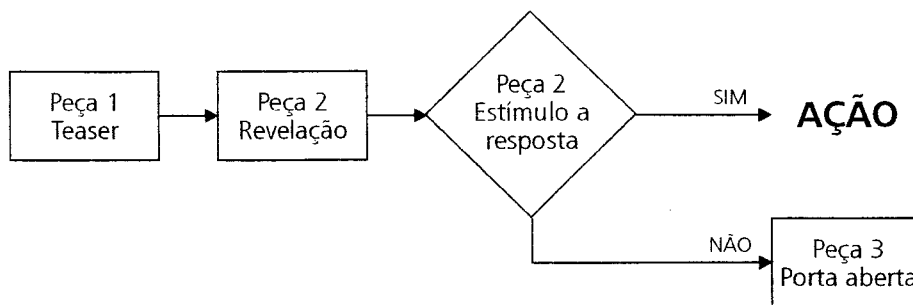 Peça 1
Teaser
Peça 2
Revelação
Peça 2
Estímulo a
resposta
SIM
AÇÃO
NÃO
Peça 3
Porta aberta